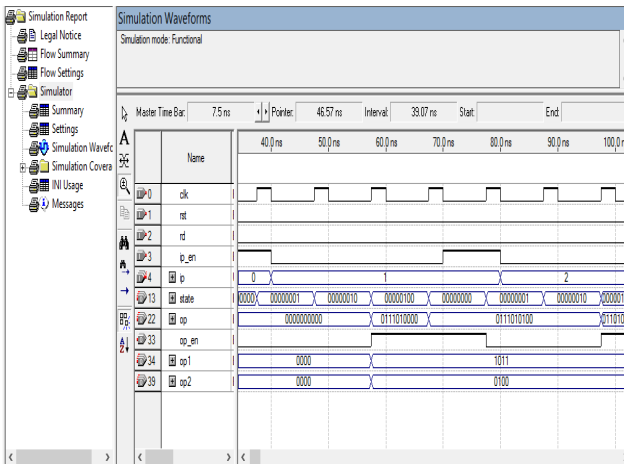 Simulation Report
Legal Notice
Flow Summary
Flow Settings
Simulator
Summary
Settings
Simulation Wavefc
Simulation Covera
INI Usage
Messages
Simulation Waveforms
Simulation mode: Functional
Master Time Bar: 7.5 ns Pointer: 46.57 ns Interval: 39.07 ns Start: End:
Name 40.0 ns 50.0 ns 60.0 ns 70.0 ns 80.0 ns 90.0 ns 100.0 n
0 clk
1 rst
2 rd
3 ip_en
4 ip 0 1 2
13 state 0000 00000001 00000010 00000100 00000000 00000001 00000010 000001
22 op 0000000000 0111010000 0111010100 011010
33 op_en
34 op1 0000 1011
39 op2 0000 0100